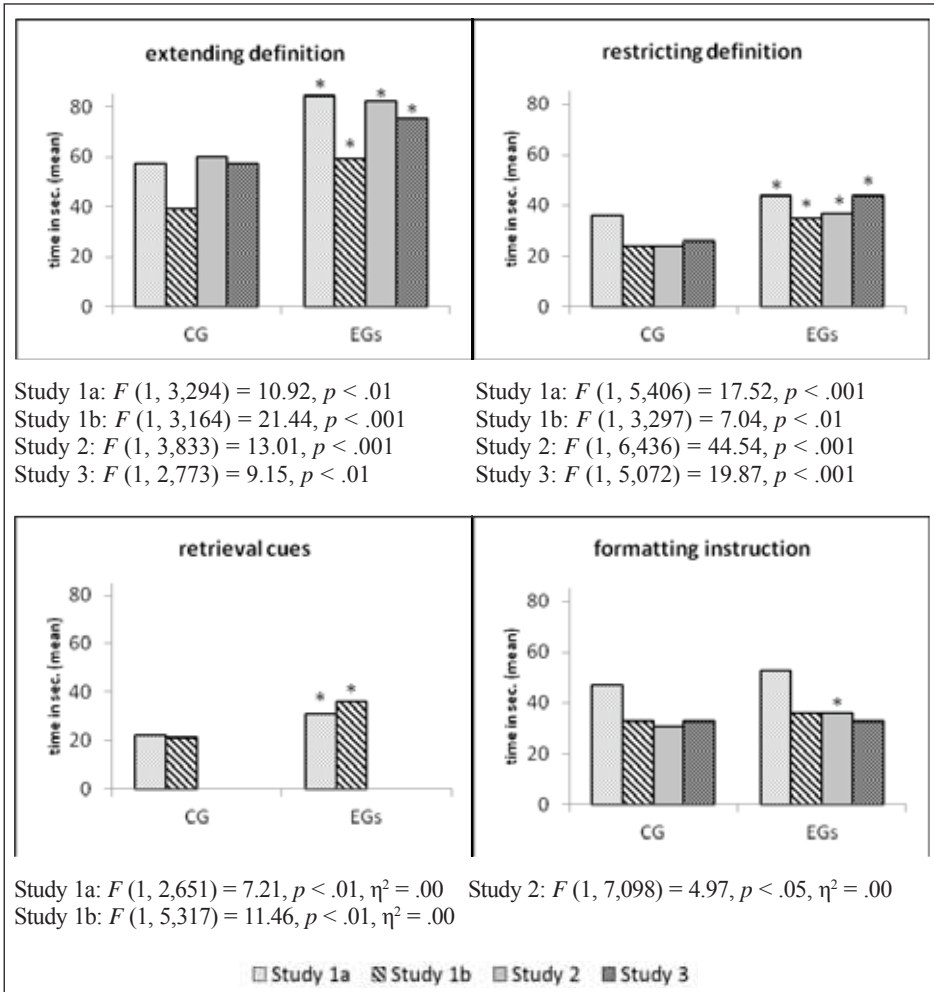 extending definition
time in sec. (mean)
80
60
40
20
0
* * * *
CG EGs
restricting definition
time in sec. (mean)
80
60
40
20
0
* * * *
CG EGs
Study 1a: F (1, 3,294) = 10.92, p < .01
Study 1b: F (1, 3,164) = 21.44, p < .001
Study 2: F (1, 3,833) = 13.01, p < .001
Study 3: F (1, 2,773) = 9.15, p < .01
Study 1a: F (1, 5,406) = 17.52, p < .001
Study 1b: F (1, 3,297) = 7.04, p < .01
Study 2: F (1, 6,436) = 44.54, p < .001
Study 3: F (1, 5,072) = 19.87, p < .001
retrieval cues
time in sec. (mean)
80
60
40
20
0
* *
CG EGs
formatting instruction
time in sec. (mean)
80
60
40
20
0
*
CG EGs
Study 1a: F (1, 2,651) = 7.21, p < .01, η² = .00
Study 1b: F (1, 5,317) = 11.46, p < .01, η² = .00
Study 2: F (1, 7,098) = 4.97, p < .05, η² = .00
Study 1a Study 1b Study 2 Study 3